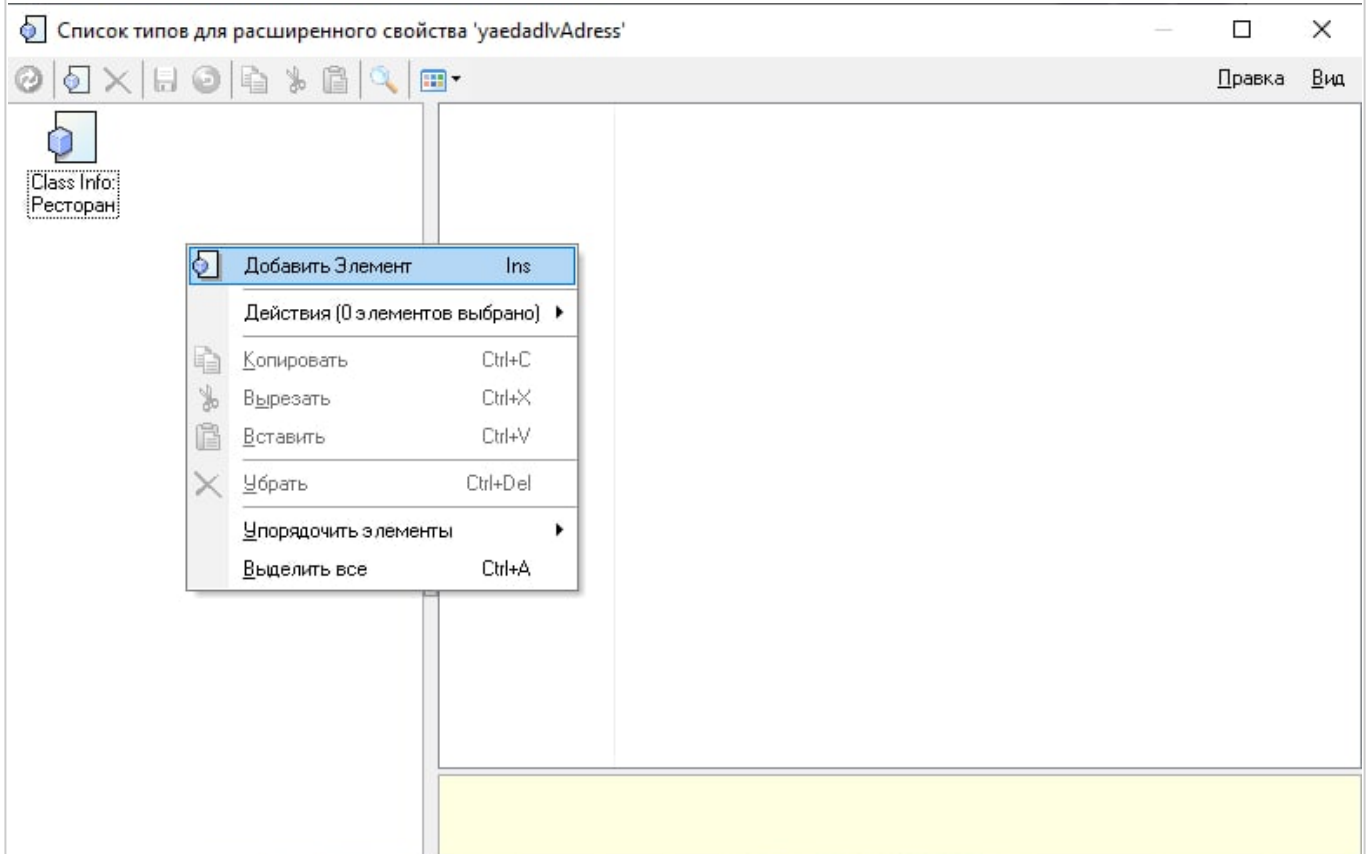 Список типов для расширенного свойства 'yaedadlvAdress'
Правка Вид
Class Info:
Ресторан
Добавить Элемент Ins
Действия (0 элементов выбрано)
Копировать Ctrl+C
Вырезать Ctrl+X
Вставить Ctrl+V
Убрать Ctrl+Del
Упорядочить элементы
Выделить все Ctrl+A